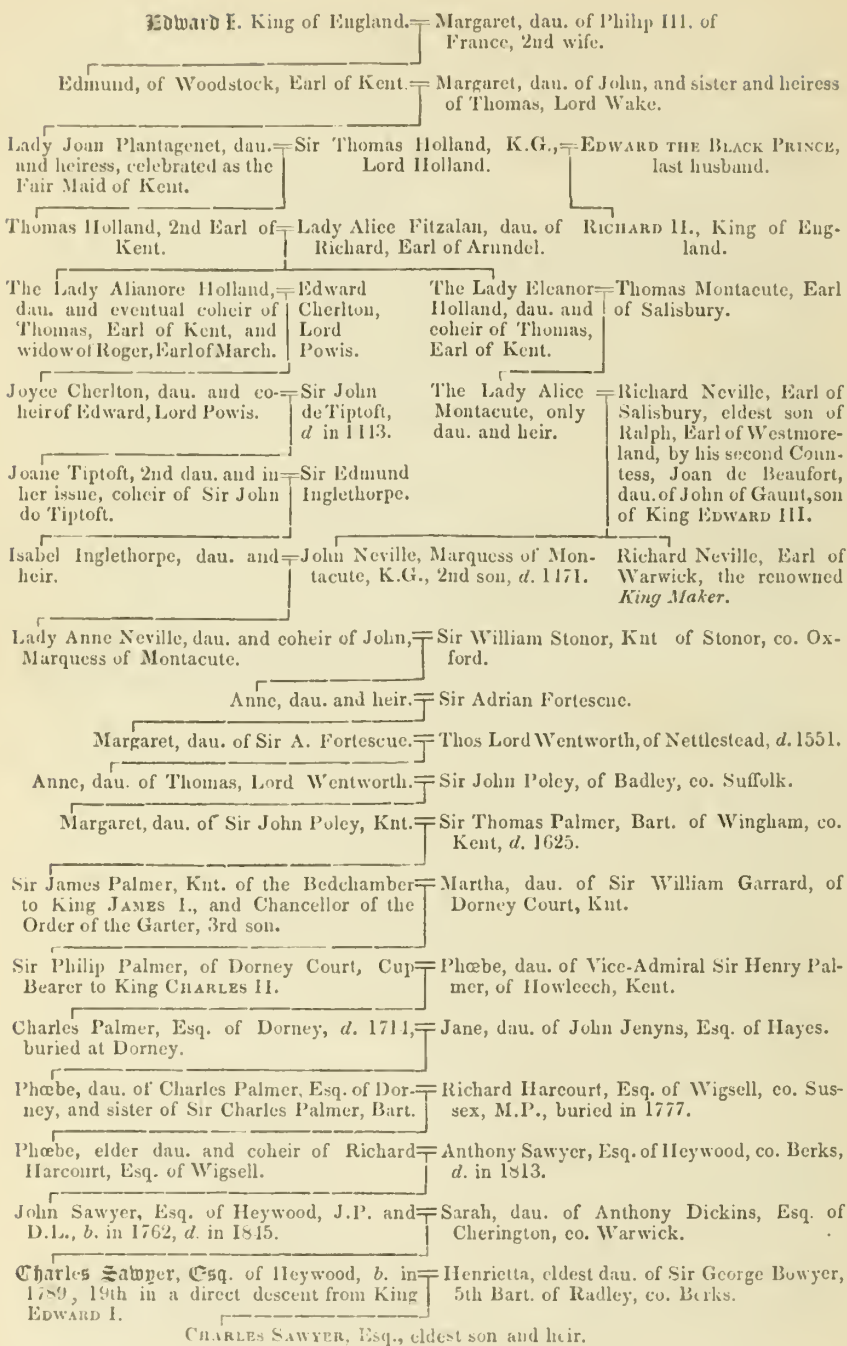 Edward I. King of England. = Margaret, dau. of Philip III. of
France, 2nd wife.
Edmund, of Woodstock, Earl of Kent. = Margaret, dau. of John, and sister and heiress
of Thomas, Lord Wake.
Lady Joan Plantagenet, dau. = Sir Thomas Holland, K.G., = EDWARD THE BLACK PRINCE,
and heiress, celebrated as the Lord Holland. last husband.
Fair Maid of Kent.
Thomas Holland, 2nd Earl of = Lady Alice Fitzalan, dau. of RICHARD II., King of Eng-
Kent. Richard, Earl of Arundel. land.
The Lady Alianore Holland, = Edward
dau. and eventual coheir of Cherlton,
Thomas, Earl of Kent, and Lord
widow of Roger, Earl of March. Powis.
The Lady Eleanor = Thomas Montacute, Earl
Holland, dau. and of Salisbury.
coheir of Thomas,
Earl of Kent.
Joyce Cherlton, dau. and co- = Sir John
heir of Edward, Lord Powis. de Tiptoft,
d in 1443.
The Lady Alice = Richard Neville, Earl of
Montacute, only Salisbury, eldest son of
dau. and heir. Ralph, Earl of Westmore-
land, by his second Coun-
tess, Joan de Beaufort,
dau. of John of Gaunt, son
of King EDWARD III.
Joane Tiptoft, 2nd dau. and in = Sir Edmund
her issue, coheir of Sir John Inglethorpe.
do Tiptoft.
Isabel Inglethorpe, dau. and = John Neville, Marquess of Mon- Richard Neville, Earl of
heir. tacute, K.G., 2nd son, d. 1471. Warwick, the renowned
King Maker.
Lady Anne Neville, dau. and coheir of John, = Sir William Stonor, Knt of Stonor, co. Ox-
Marquess of Montacute. ford.
Anne, dau. and heir. = Sir Adrian Fortescue.
Margaret, dau. of Sir A. Fortescue. = Thos Lord Wentworth, of Nettlestead, d. 1551.
Anne, dau. of Thomas, Lord Wentworth. = Sir John Poley, of Badley, co. Suffolk.
Margaret, dau. of Sir John Poley, Knt. = Sir Thomas Palmer, Bart. of Wingham, co.
Kent, d. 1625.
Sir James Palmer, Knt. of the Bedchamber = Martha, dau. of Sir William Garrard, of
to King JAMES I., and Chancellor of the Dorney Court, Knt.
Order of the Garter, 3rd son.
Sir Philip Palmer, of Dorney Court, Cup = Phœbe, dau. of Vice-Admiral Sir Henry Pal-
Bearer to King CHARLES II. mer, of Howleech, Kent.
Charles Palmer, Esq. of Dorney, d. 1711, = Jane, dau. of John Jenyns, Esq. of Hayes.
buried at Dorney.
Phœbe, dau. of Charles Palmer, Esq. of Dor- = Richard Harcourt, Esq. of Wigsell, co. Sus-
ney, and sister of Sir Charles Palmer, Bart. sex, M.P., buried in 1777.
Phœbe, elder dau. and coheir of Richard = Anthony Sawyer, Esq. of Heywood, co. Berks,
Harcourt, Esq. of Wigsell. d. in 1813.
John Sawyer, Esq. of Heywood, J.P. and = Sarah, dau. of Anthony Dickins, Esq. of
D.L., b. in 1762, d. in 1845. Cherington, co. Warwick.
Charles Sawyer, Esq. of Heywood, b. in = Henrietta, eldest dau. of Sir George Bowyer,
1789, 19th in a direct descent from King 5th Bart. of Radley, co. Berks.
EDWARD I.
CHARLES SAWYER, Esq., eldest son and heir.